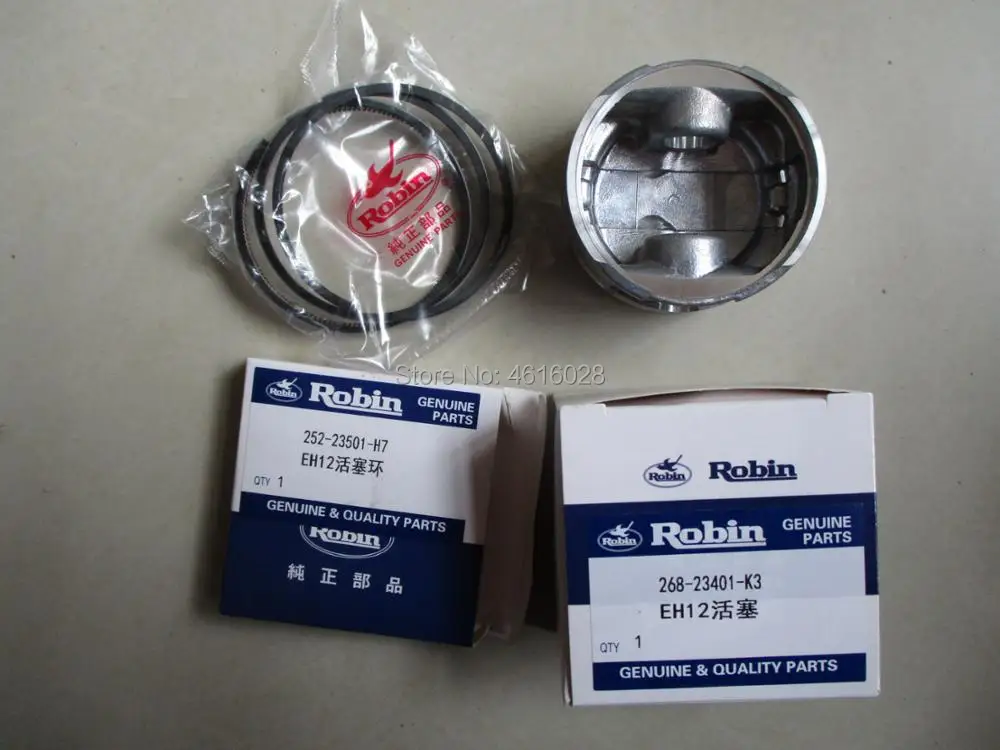 Robin
純正部品
GENUINE PARTS
Store No: 4616028
Robin
Robin
GENUINE
PARTS
252-23501-H7
EH12活塞环
QTY 1
GENUINE & QUALITY PARTS
Robin
純正部品
Robin
Robin
Robin
Robin
GENUINE
PARTS
268-23401-K3
EH12活塞
QTY 1
GENUINE & QUALITY PARTS